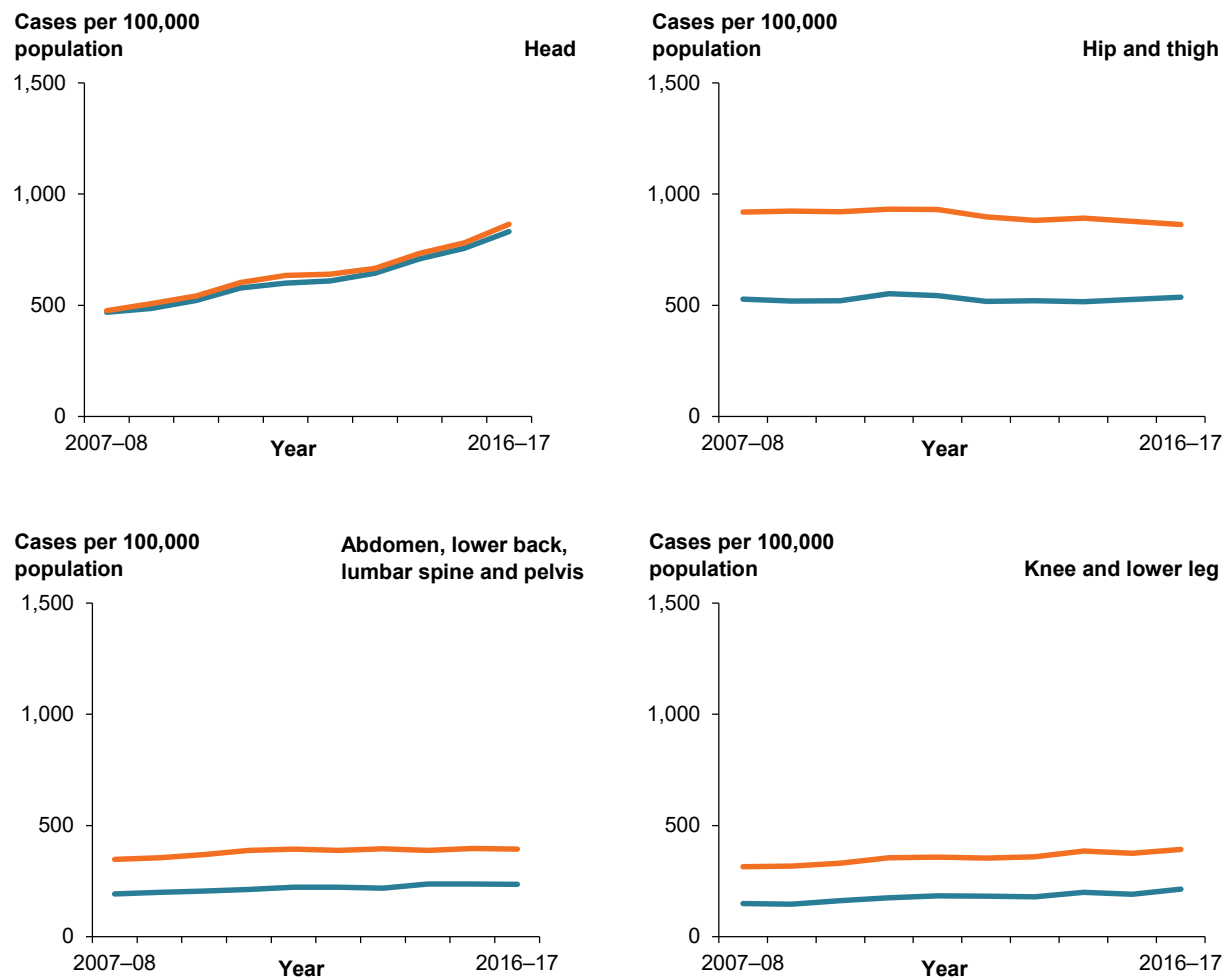 Cases per 100,000
population
Head
1,500
1,000
500
0
2007–08
Year
2016–17
Cases per 100,000
population
Hip and thigh
1,500
1,000
500
0
2007–08
Year
2016–17
Cases per 100,000
population
Abdomen, lower back,
lumbar spine and pelvis
1,500
1,000
500
0
2007–08
Year
2016–17
Cases per 100,000
population
Knee and lower leg
1,500
1,000
500
0
2007–08
Year
2016–17